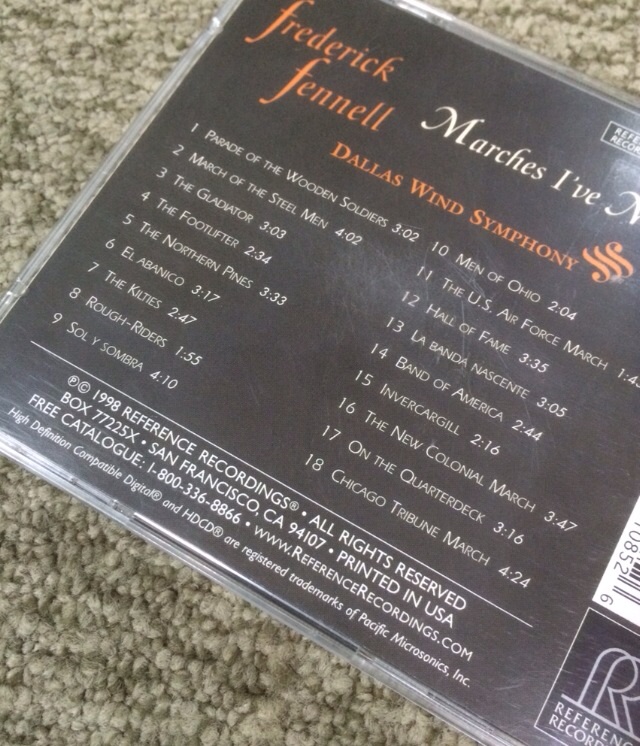 frederick
fennell
Marches I've
DALLAS WIND SYMPHONY
1 PARADE OF THE WOODEN SOLDIERS 3:02
2 MARCH OF THE STEEL MEN 4:02
3 THE GLADIATOR 3:03
4 THE FOOTLIFTER 2:34
5 THE NORTHERN PINES 3:33
6 EL ABANICO 3:17
7 THE KILTIES 2:47
8 ROUGH-RIDERS 1:55
9 SOL Y SOMBRA 4:10
10 MEN OF OHIO 2:04
11 THE U.S. AIR FORCE MARCH
12 HALL OF FAME 3:35
13 LA BANDA NASCENTE 3:05
14 BAND OF AMERICA 2:44
15 INVERCARGILL 2:16
16 THE NEW COLONIAL MARCH 3:47
17 ON THE QUARTERDECK 3:16
18 CHICAGO TRIBUNE MARCH 4:24
℗© 1998 REFERENCE RECORDINGS® • ALL RIGHTS RESERVED
BOX 77225X • SAN FRANCISCO, CA 94107 • PRINTED IN USA
FREE CATALOGUE: 1-800-336-8866 • WWW.REFERENCERECORDINGS.COM
High Definition Compatible Digital® and HDCD® are registered trademarks of Pacific Microsonics, Inc.
0852
6
RR